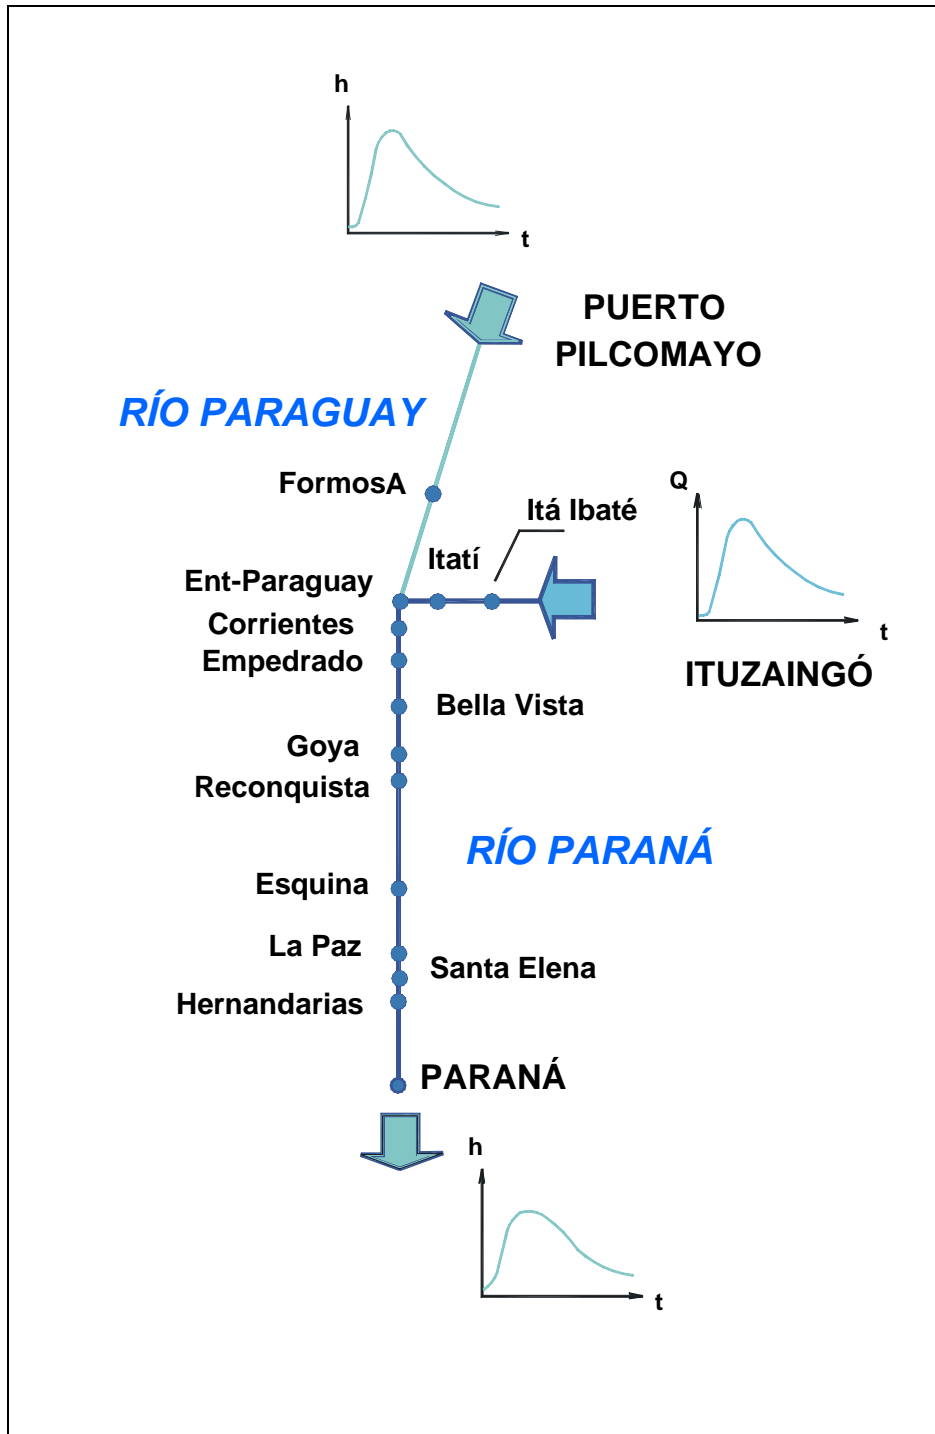 h
t
PUERTO
PILCOMAYO
RÍO PARAGUAY
FormosA
Q
Itá Ibaté
Itatí
Ent-Paraguay
Corrientes
t
Empedrado
ITUZAINGÓ
Bella Vista
Goya
Reconquista
RÍO PARANÁ
Esquina
La Paz
Santa Elena
Hernandarias
PARANÁ
h
t